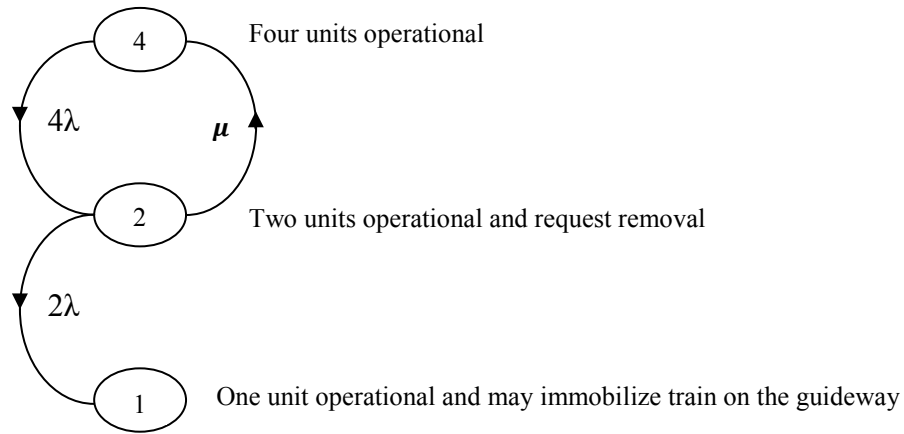 4
Four units operational
4λ
μ
2
Two units operational and request removal
2λ
1
One unit operational and may immobilize train on the guideway